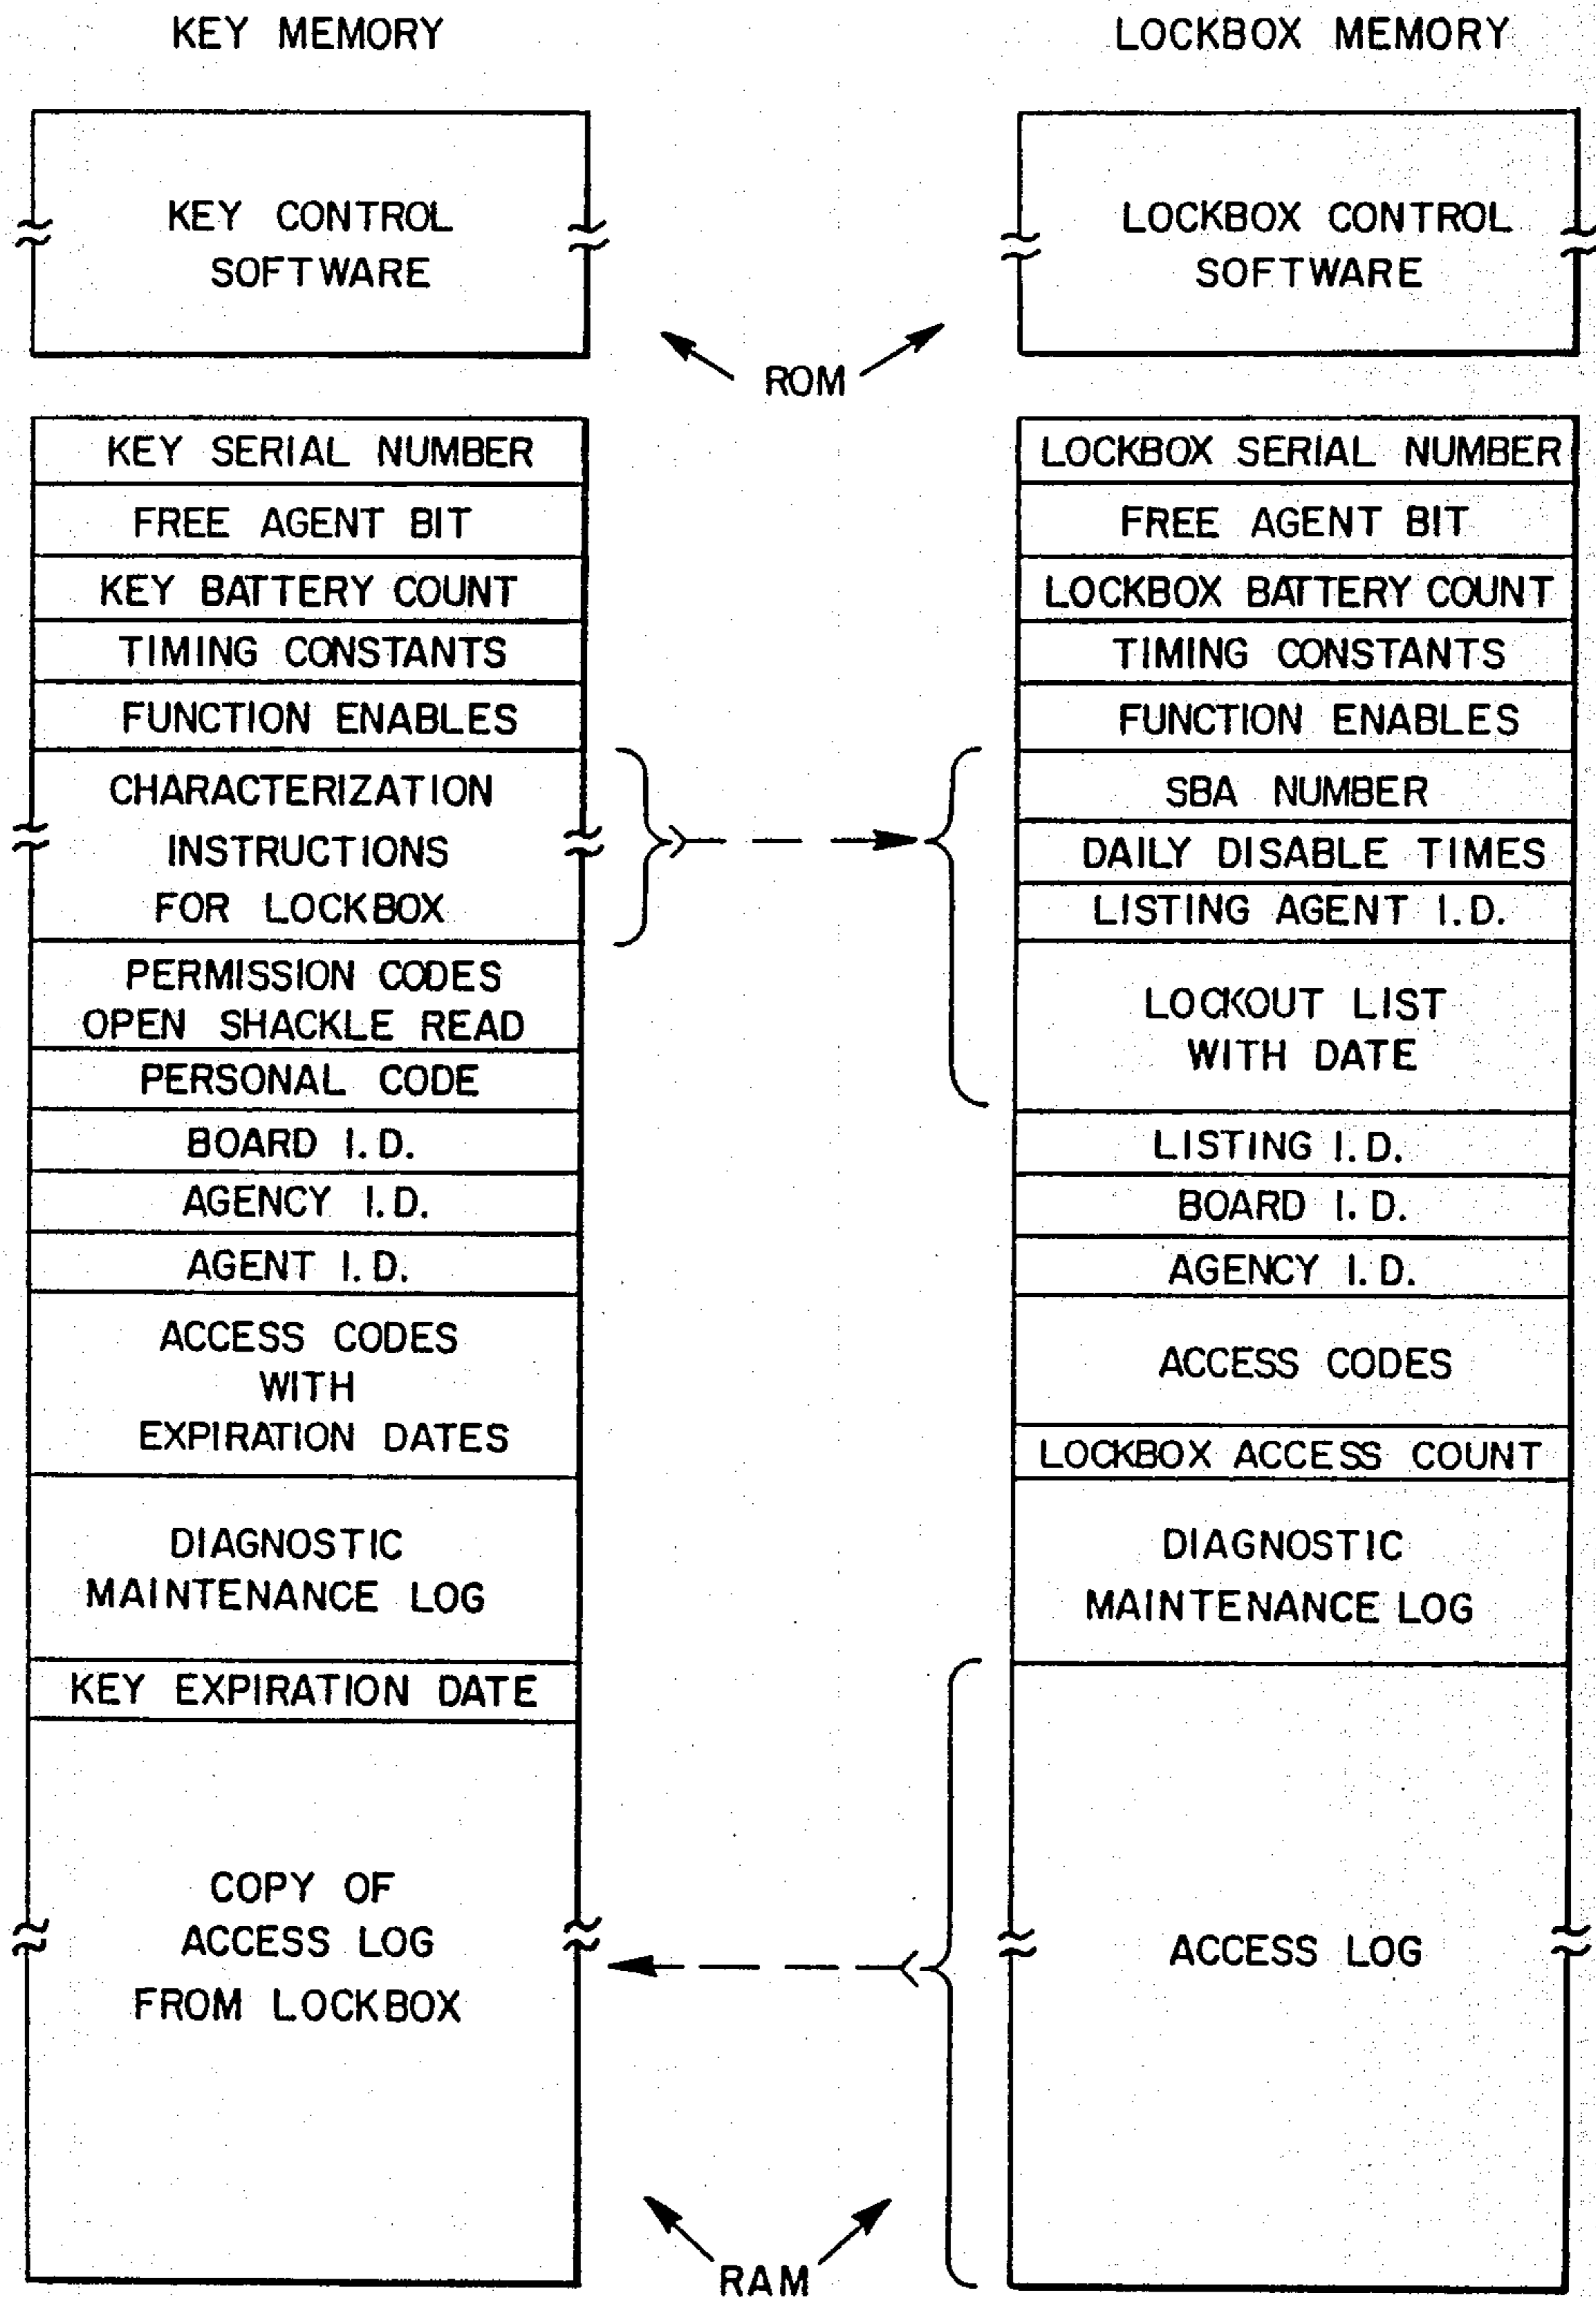 KEY MEMORY
KEY CONTROL
SOFTWARE
KEY SERIAL NUMBER
FREE AGENT BIT
KEY BATTERY COUNT
TIMING CONSTANTS
FUNCTION ENABLES
CHARACTERIZATION
INSTRUCTIONS
FOR LOCKBOX
PERMISSION CODES
OPEN SHACKLE READ
PERSONAL CODE
BOARD I.D.
AGENCY I.D.
AGENT I.D.
ACCESS CODES
WITH
EXPIRATION DATES
DIAGNOSTIC
MAINTENANCE LOG
KEY EXPIRATION DATE
COPY OF
ACCESS LOG
FROM LOCKBOX
ROM
RAM
LOCKBOX MEMORY
LOCKBOX CONTROL
SOFTWARE
LOCKBOX SERIAL NUMBER
FREE AGENT BIT
LOCKBOX BATTERY COUNT
TIMING CONSTANTS
FUNCTION ENABLES
SBA NUMBER
DAILY DISABLE TIMES
LISTING AGENT I.D.
LOCKOUT LIST
WITH DATE
LISTING I.D.
BOARD I.D.
AGENCY I.D.
ACCESS CODES
LOCKBOX ACCESS COUNT
DIAGNOSTIC
MAINTENANCE LOG
ACCESS LOG